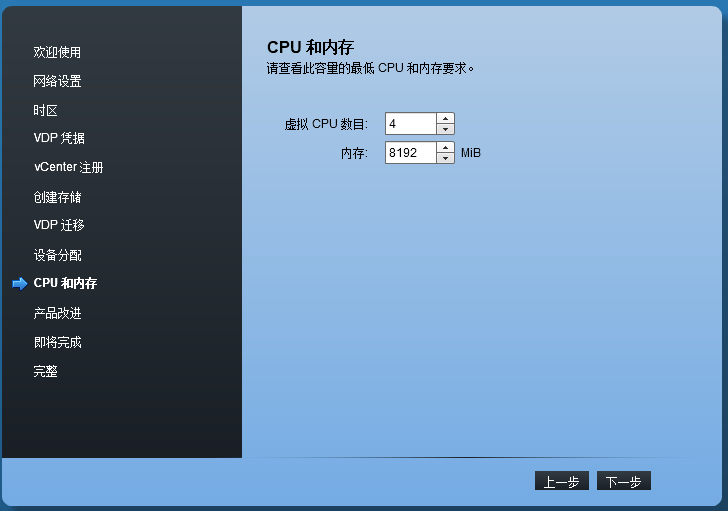 欢迎使用
网络设置
时区
VDP 凭据
vCenter 注册
创建存储
VDP 迁移
设备分配
CPU 和内存
产品改进
即将完成
完整
CPU 和内存
请查看此容量的最低 CPU 和内存要求。
虚拟 CPU 数目: 4
内存: 8192 MiB
上一步 下一步